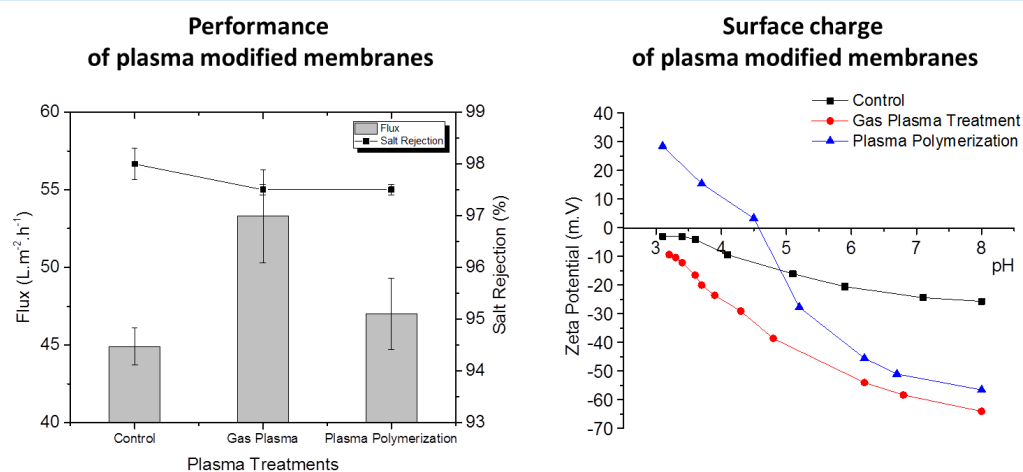 Performance
of plasma modified membranes
60
55
50
45
40
Flux (L.m⁻².h⁻¹)
Flux
Salt Rejection
99
98
97
96
95
94
93
Salt Rejection (%)
Control
Gas Plasma
Plasma Polymerization
Plasma Treatments
Surface charge
of plasma modified membranes
Control
Gas Plasma Treatment
Plasma Polymerization
40
30
20
10
0
-10
-20
-30
-40
-50
-60
-70
Zeta Potential (m.V)
3
4
5
6
7
8
pH